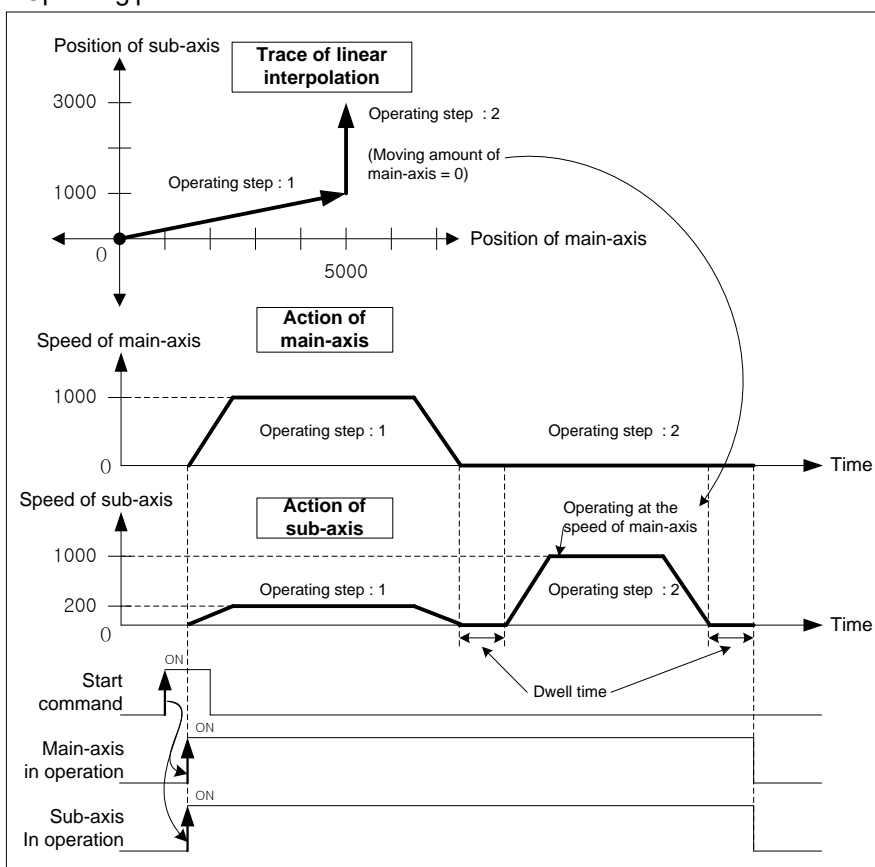 Position of sub-axis
Trace of linear
interpolation
3000
Operating step : 2
(Moving amount of
main-axis = 0)
Operating step : 1
1000
Position of main-axis
0
5000
Action of
main-axis
Speed of main-axis
1000
Operating step : 1
Operating step : 2
0
Time
Speed of sub-axis
Action of
sub-axis
Operating at the
speed of main-axis
1000
Operating step : 1
Operating step : 2
200
0
Time
Dwell time
ON
Start
command
ON
Main-axis
in operation
ON
Sub-axis
In operation